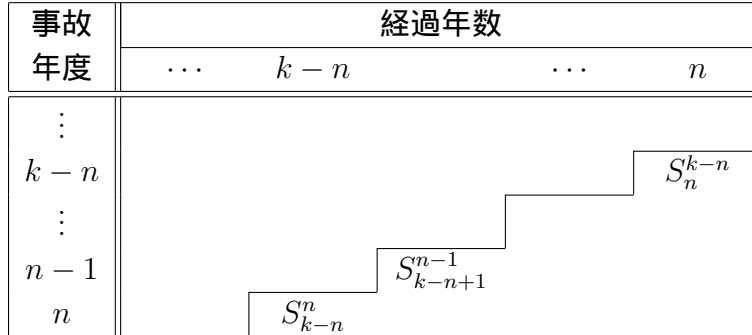 事故 経過年数
年度 ⋯ k − n ⋯ n
⋮
k − n S_n^{k−n}
⋮
n − 1 S_{k−n+1}^{n−1}
n S_{k−n}^n